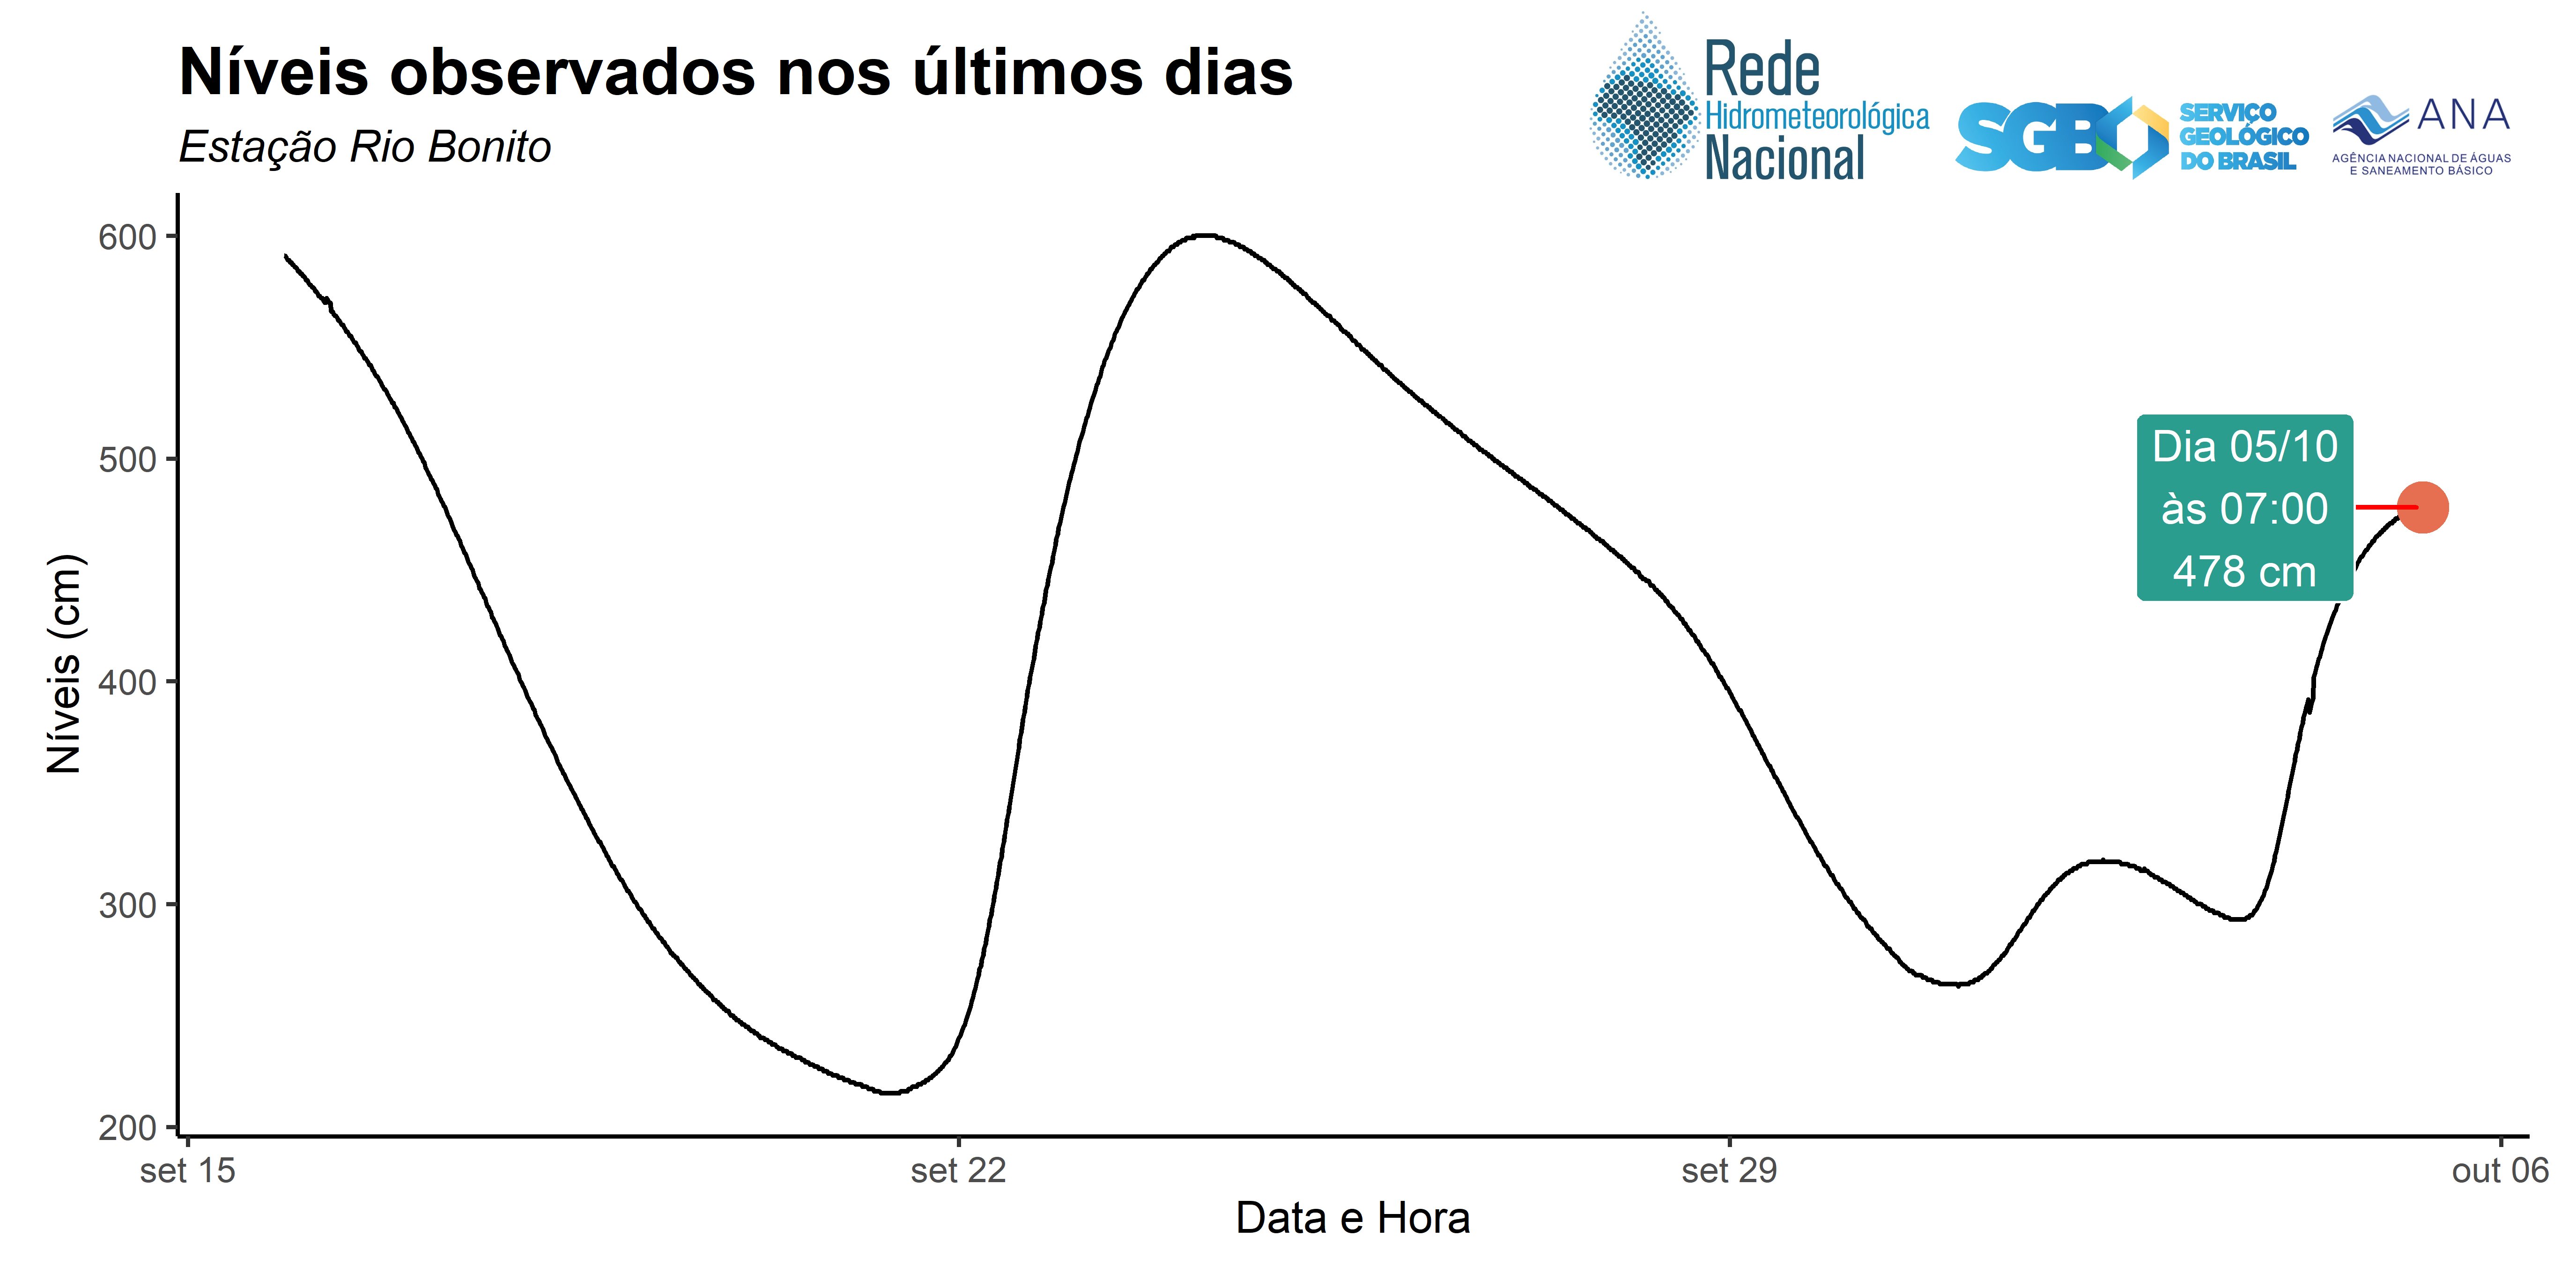 Níveis observados nos últimos dias
Estação Rio Bonito
Rede
Hidrometeorológica
Nacional
SGB
SERVIÇO
GEOLÓGICO
DO BRASIL
ANA
AGÊNCIA NACIONAL DE ÁGUAS
E SANEAMENTO BÁSICO
Níveis (cm)
600
500
400
300
200
Dia 05/10
às 07:00
478 cm
set 15
set 22
set 29
out 06
Data e Hora